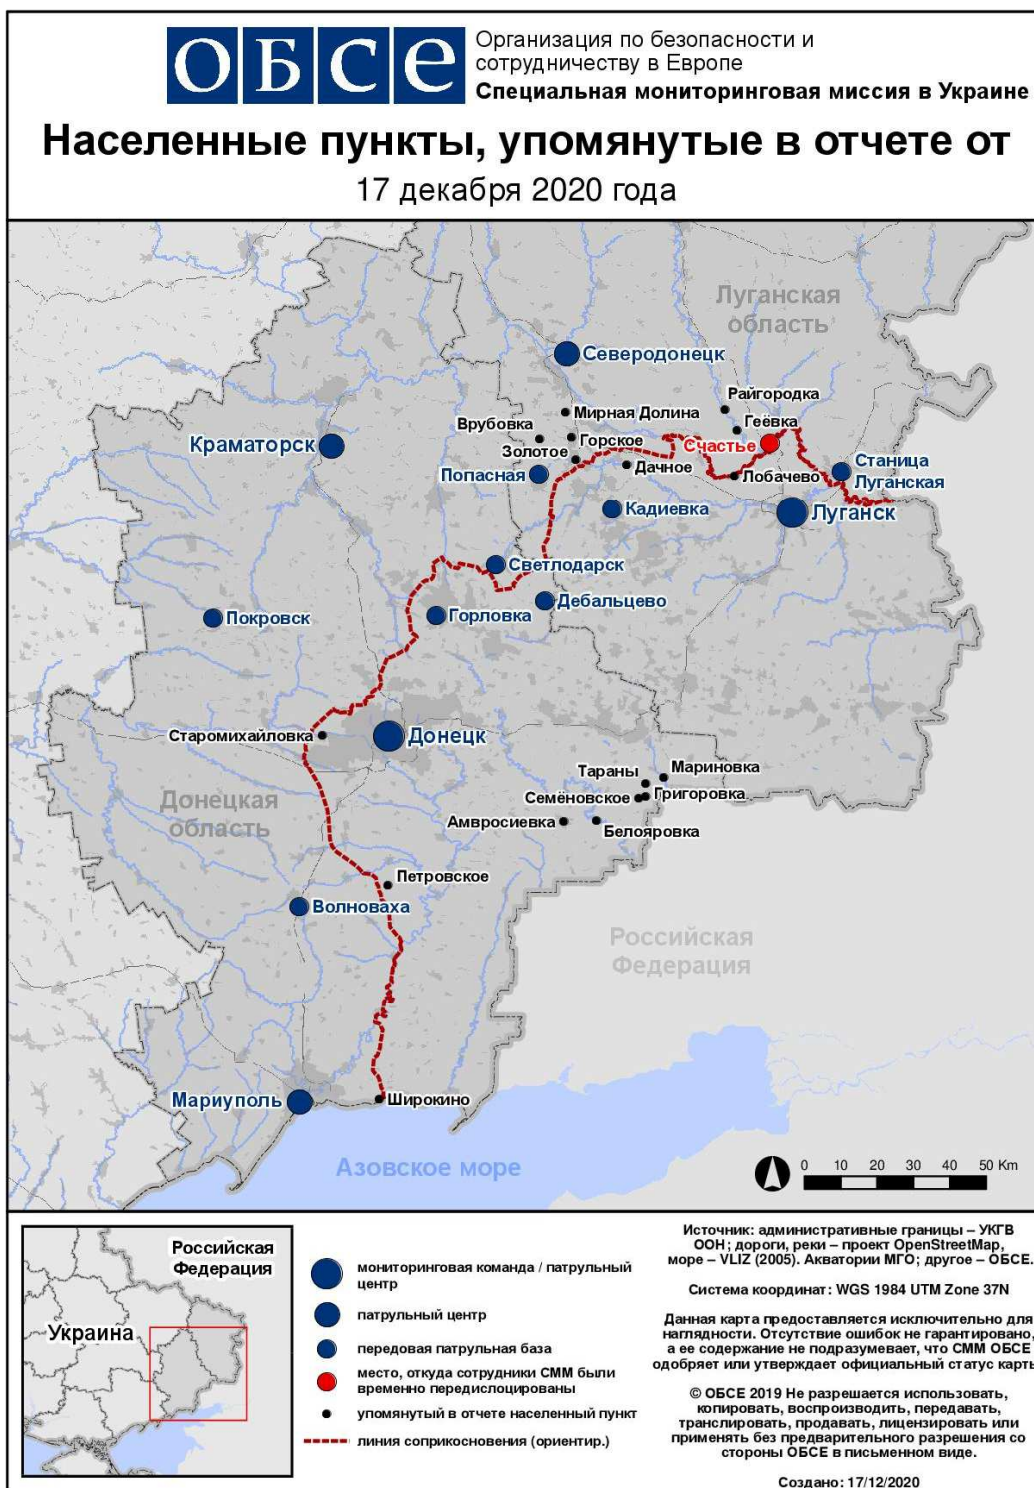 ОБСЕ
Организация по безопасности и
сотрудничеству в Европе
Специальная мониторинговая миссия в Украине
Населенные пункты, упомянутые в отчете от
17 декабря 2020 года
Луганская
область
Северодонецк
Райгородка
Мирная Долина
Геёвка
Врубовка
Горское
Счастье
Краматорск
Золотое
Станица
Луганская
Дачное
Попасная
Лобачево
Кадиевка
Луганск
Светлодарск
Дебальцево
Покровск
Горловка
Старомихайловка
Донецк
Мариновка
Тараны
Григоровка
Семёновское
Донецкая
область
Амвросиевка
Белояровка
Петровское
Волноваха
Российская
Федерация
Мариуполь
Широкино
Азовское море
0 10 20 30 40 50 Km
Российская
Федерация
Украина
мониторинговая команда / патрульный
центр
патрульный центр
передовая патрульная база
место, откуда сотрудники СММ были
временно передислоцированы
упомянутый в отчете населенный пункт
линия соприкосновения (ориентир.)
Источник: административные границы – УКГВ
ООН; дороги, реки – проект OpenStreetMap,
море – VLIZ (2005). Акватории МГО; другое – ОБСЕ.
Система координат: WGS 1984 UTM Zone 37N
Данная карта предоставляется исключительно для
наглядности. Отсутствие ошибок не гарантировано,
а ее содержание не подразумевает, что СММ ОБСЕ
одобряет или утверждает официальный статус карты
© ОБСЕ 2019 Не разрешается использовать,
копировать, воспроизводить, передавать,
транслировать, продавать, лицензировать или
применять без предварительного разрешения со
стороны ОБСЕ в письменном виде.
Создано: 17/12/2020